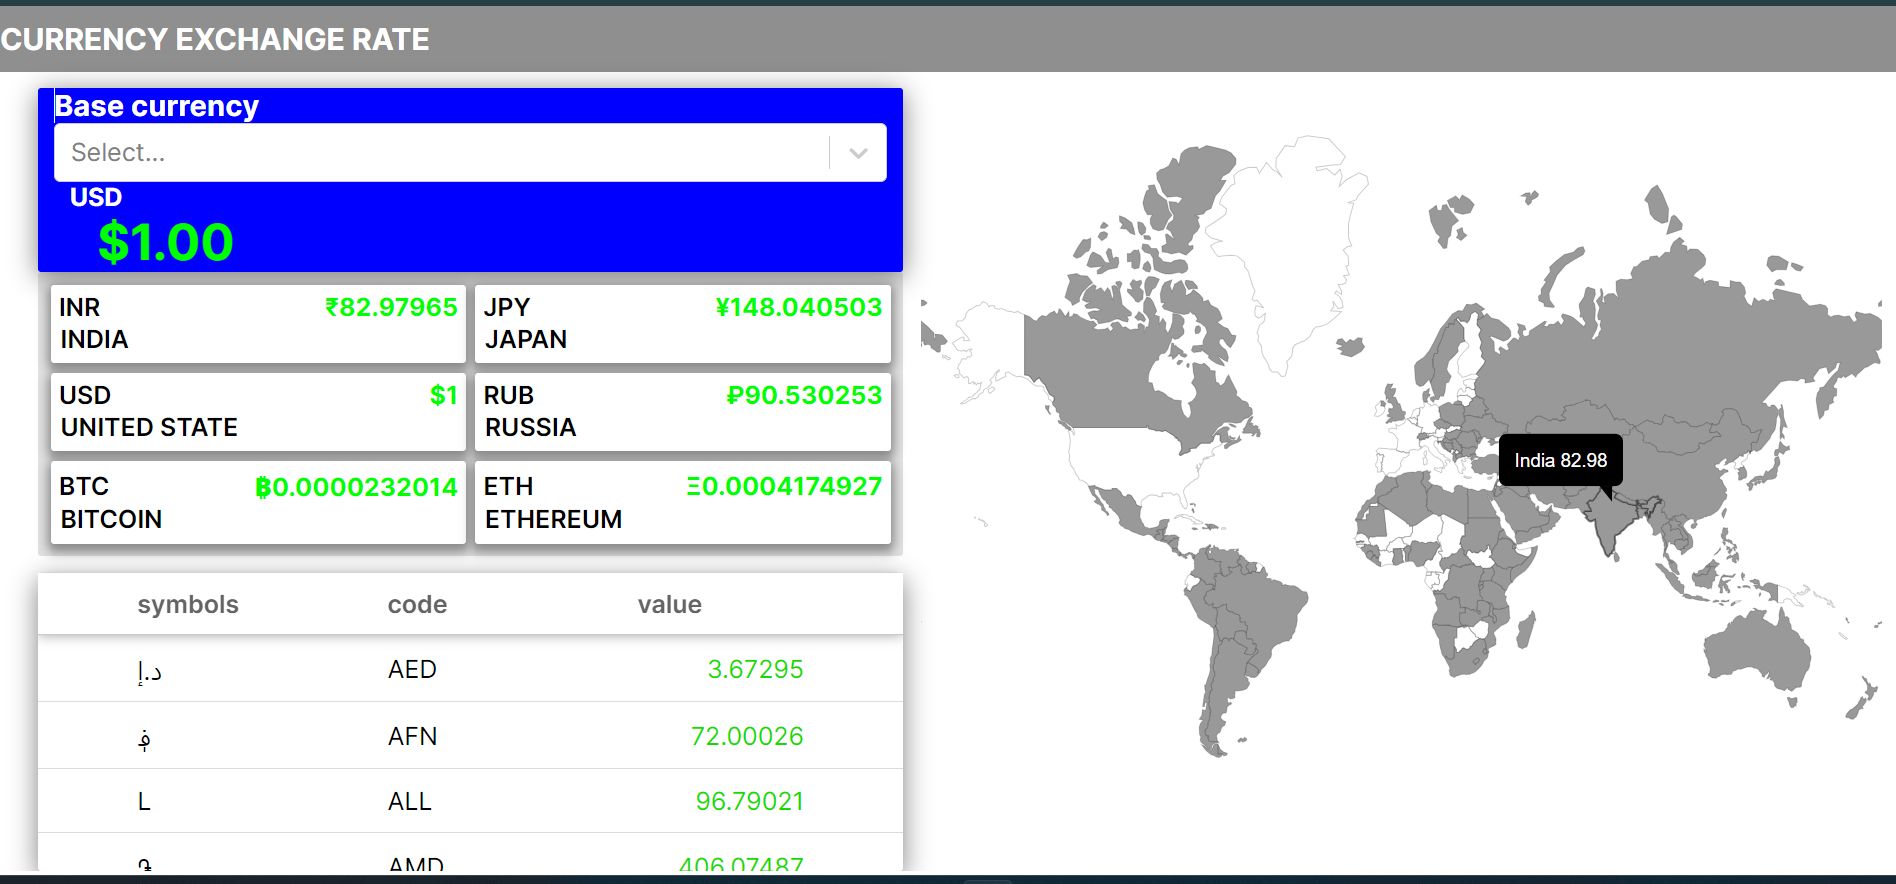 CURRENCY EXCHANGE RATE
Base currency
Select...
USD
$1.00
INR ₹82.97965
INDIA
JPY ¥148.040503
JAPAN
USD $1
UNITED STATE
RUB ₽90.530253
RUSSIA
BTC ฿0.0000232014
BITCOIN
ETH Ξ0.0004174927
ETHEREUM
symbols code value
د.إ AED 3.67295
؋ AFN 72.00026
L ALL 96.79021
֏ AMD 406.07487
India 82.98